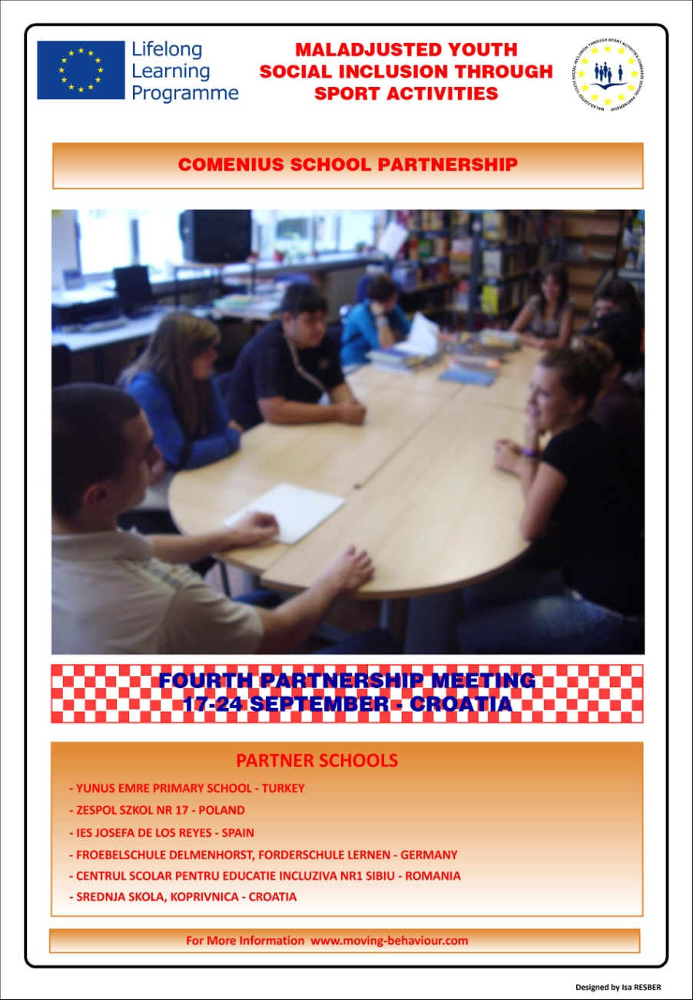 Lifelong
Learning
Programme
MALADJUSTED YOUTH
SOCIAL INCLUSION THROUGH
SPORT ACTIVITIES
MALADJUSTED YOUTH SOCIAL INCLUSION THROUGH SPORT ACTIVITIES COMENIUS SCHOOL PARTNERSHIP
COMENIUS SCHOOL PARTNERSHIP
FOURTH PARTNERSHIP MEETING
17-24 SEPTEMBER - CROATIA
PARTNER SCHOOLS
- YUNUS EMRE PRIMARY SCHOOL - TURKEY
- ZESPOL SZKOL NR 17 - POLAND
- IES JOSEFA DE LOS REYES - SPAIN
- FROEBELSCHULE DELMENHORST, FORDERSCHULE LERNEN - GERMANY
- CENTRUL SCOLAR PENTRU EDUCATIE INCLUZIVA NR1 SIBIU - ROMANIA
- SREDNJA SKOLA, KOPRIVNICA - CROATIA
For More Information www.moving-behaviour.com
Designed by Isa RESBER